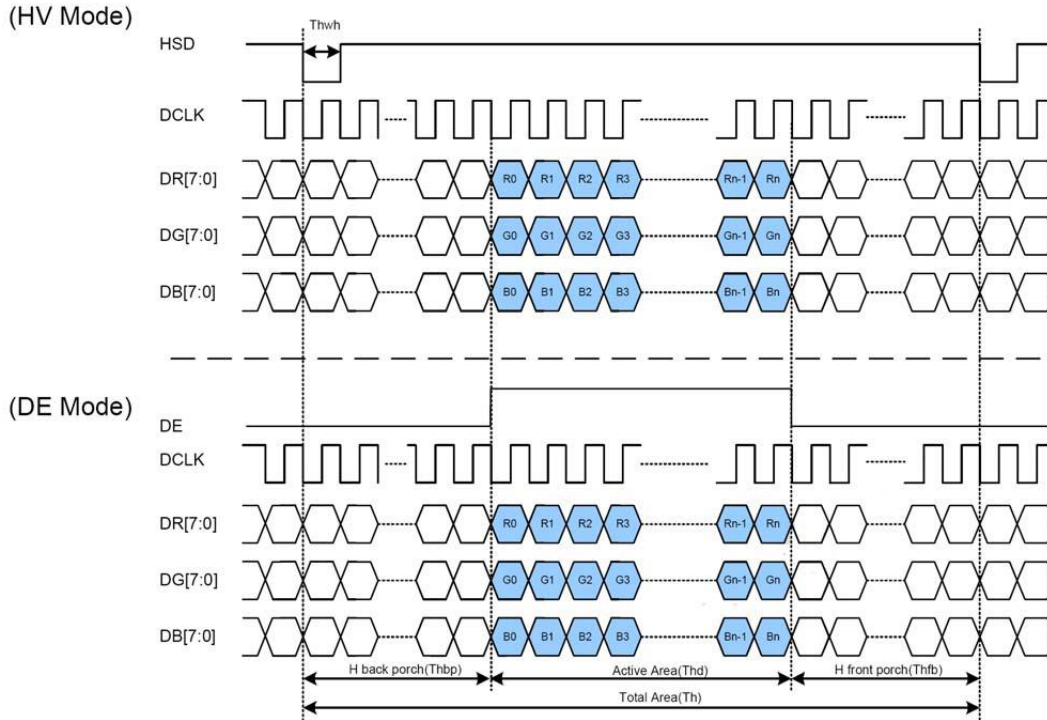 (HV Mode)
Thwh
HSD
DCLK
DR[7:0] R0 R1 R2 R3 Rn-1 Rn
DG[7:0] G0 G1 G2 G3 Gn-1 Gn
DB[7:0] B0 B1 B2 B3 Bn-1 Bn
(DE Mode)
DE
DCLK
DR[7:0] R0 R1 R2 R3 Rn-1 Rn
DG[7:0] G0 G1 G2 G3 Gn-1 Gn
DB[7:0] B0 B1 B2 B3 Bn-1 Bn
H back porch(Thbp) Active Area(Thd) H front porch(Thfb)
Total Area(Th)